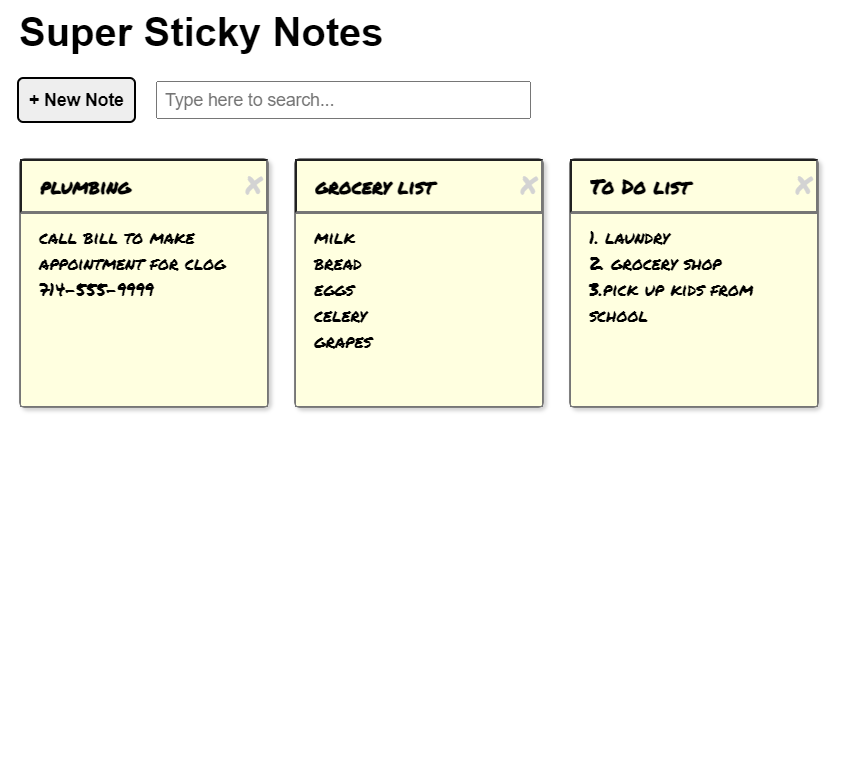 Super Sticky Notes
+ New Note
Type here to search...
PLUMBING
CALL BILL TO MAKE
APPOINTMENT FOR CLOG
714-555-9999
GROCERY LIST
MILK
BREAD
EGGS
CELERY
GRAPES
To Do LIST
1. LAUNDRY
2. GROCERY SHOP
3.PICK UP KIDS FROM
SCHOOL